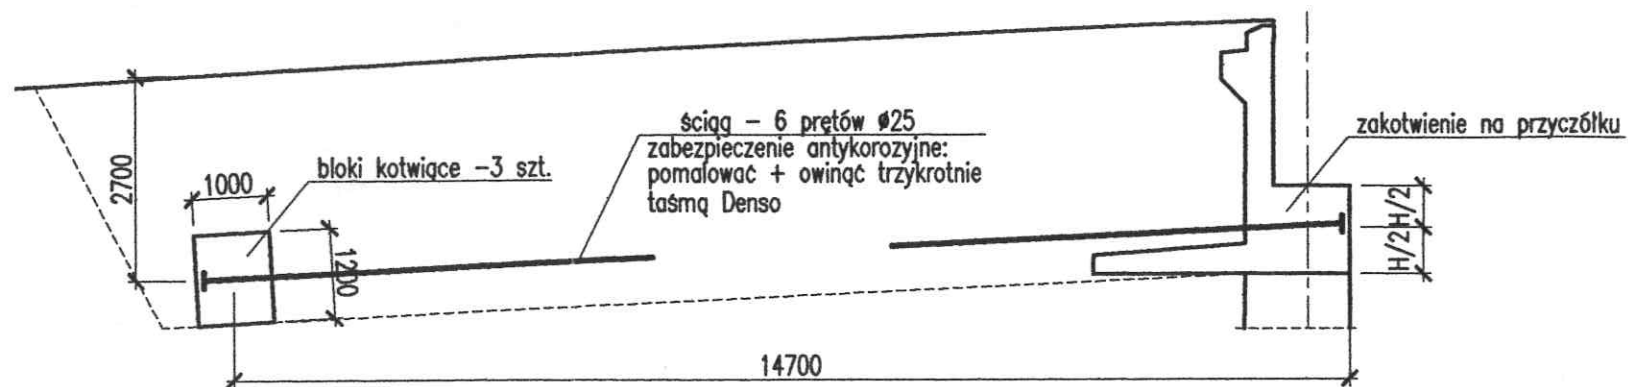 ściąg – 6 prętów ø25
zabezpieczenie antykorozyjne:
pomalować + owinąć trzykrotnie
taśmą Denso
zakotwienie na przyczółku
bloki kotwiące –3 szt.
2700
1000
1200
H/2
H/2
14700